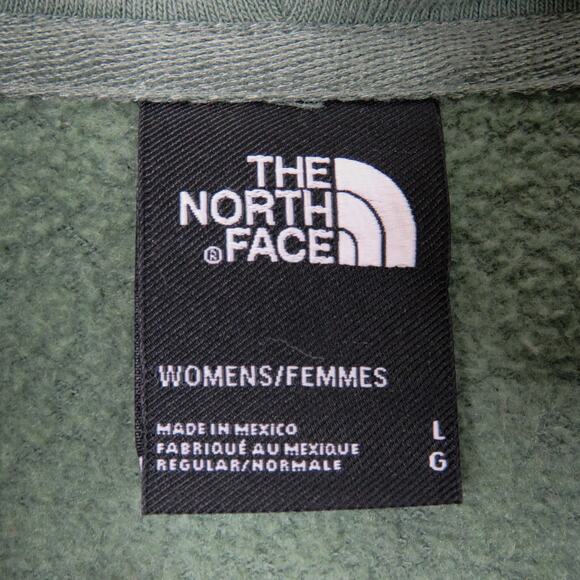 THE
NORTH
FACE
®
WOMENS/FEMMES
MADE IN MEXICO L
FABRIQUÉ AU MEXIQUE G
REGULAR/NORMALE